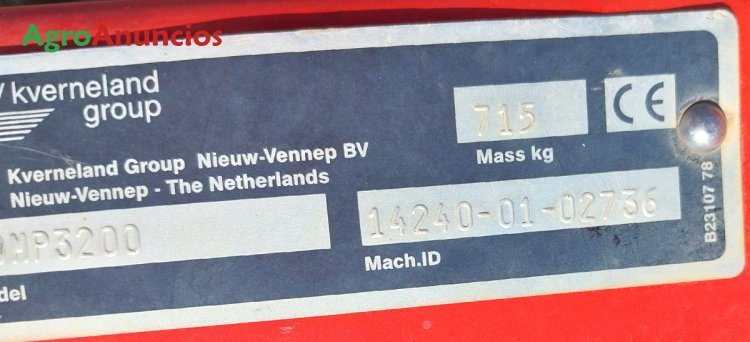 AgroAnuncios
kverneland
group
715
CE
Mass kg
Kverneland Group Nieuw-Vennep BV
Nieuw-Vennep - The Netherlands
MP3200
14240-01-02736
Mach.ID
B23107 78